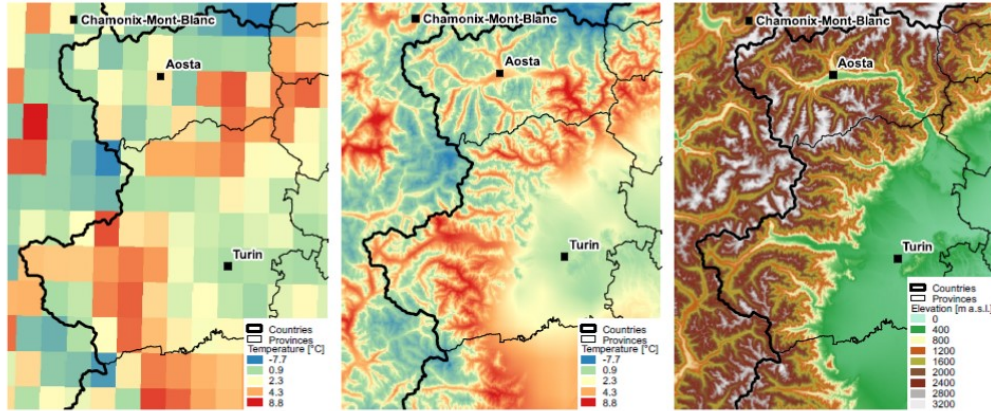 Chamonix-Mont-Blanc
Aosta
Turin
Countries
Provinces
Temperature [°C]
-7.7
0.9
2.3
4.3
8.8
Chamonix-Mont-Blanc
Aosta
Turin
Countries
Provinces
Temperature [°C]
-7.7
0.9
2.3
4.3
8.8
Chamonix-Mont-Blanc
Aosta
Turin
Countries
Provinces
Elevation [m a.s.l.]
0
400
800
1200
1600
2000
2400
2800
3200